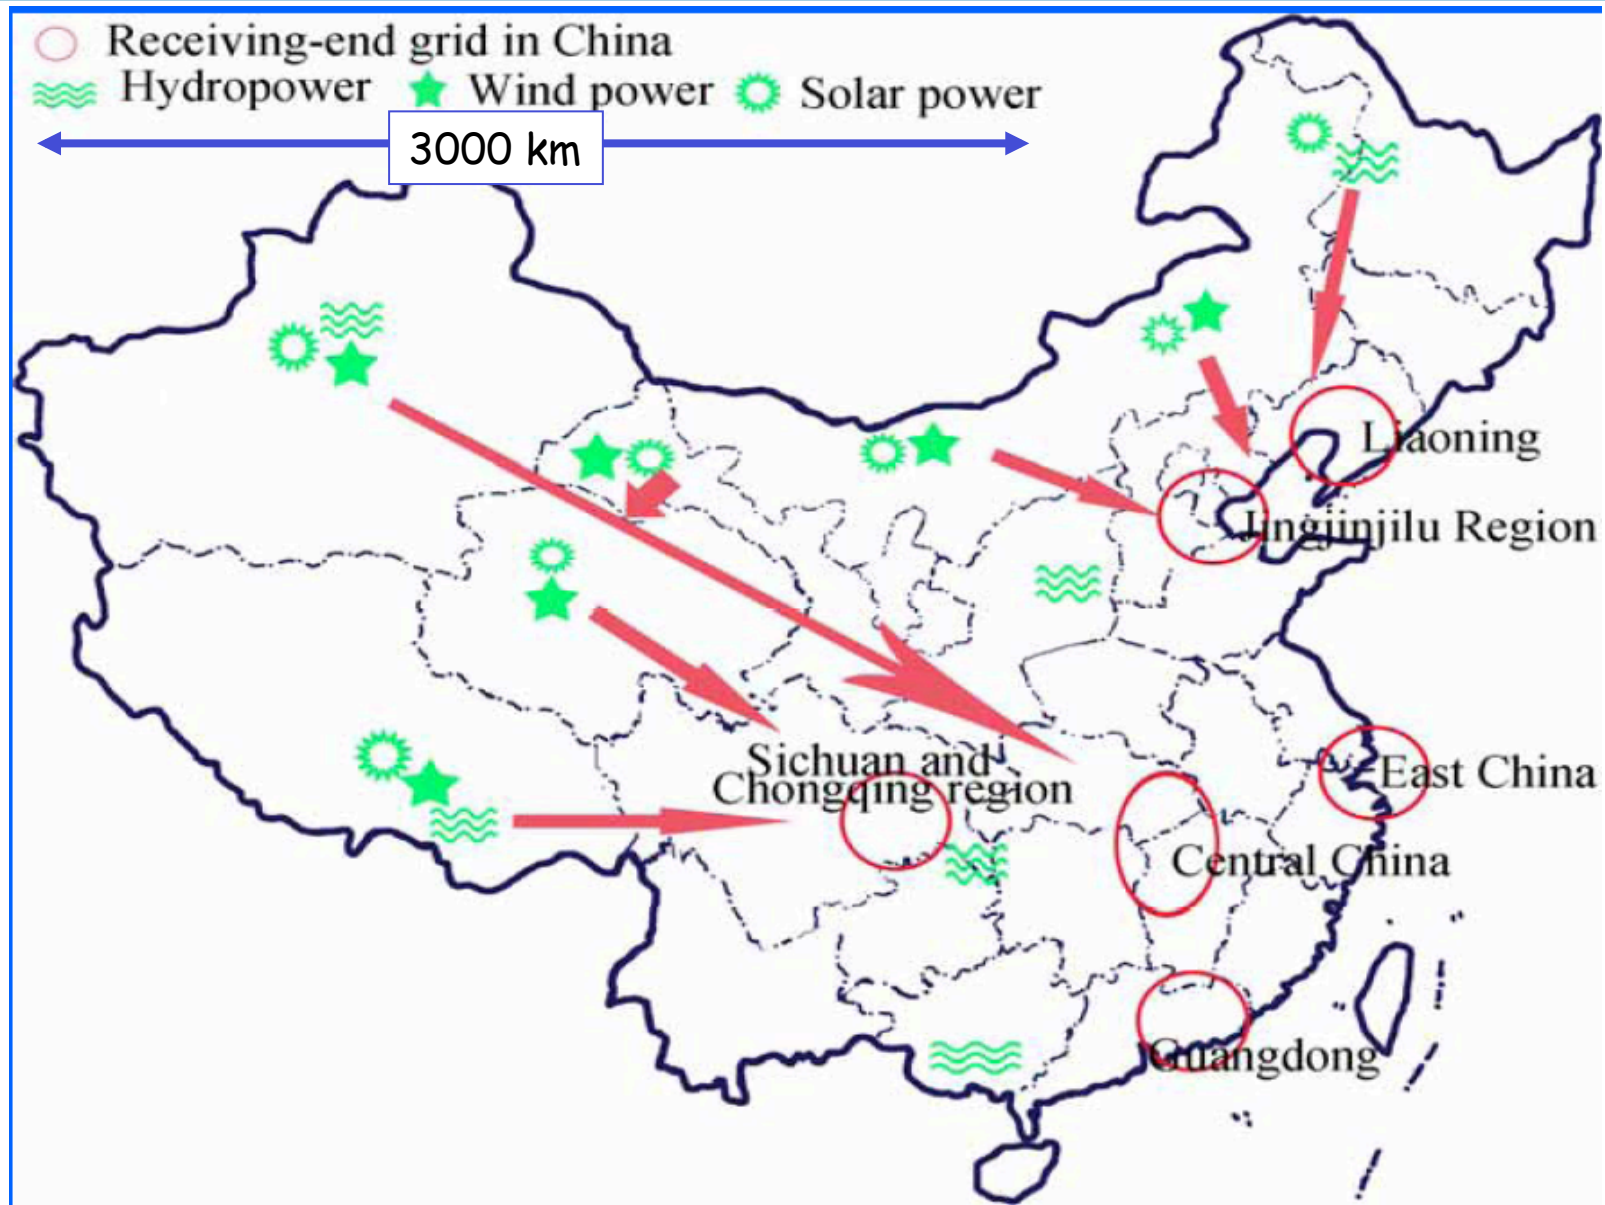 Receiving-end grid in China
Hydropower Wind power Solar power
3000 km
Liaoning
Jingjinjilu Region
Sichuan and
Chongqing region
East China
Central China
Guangdong